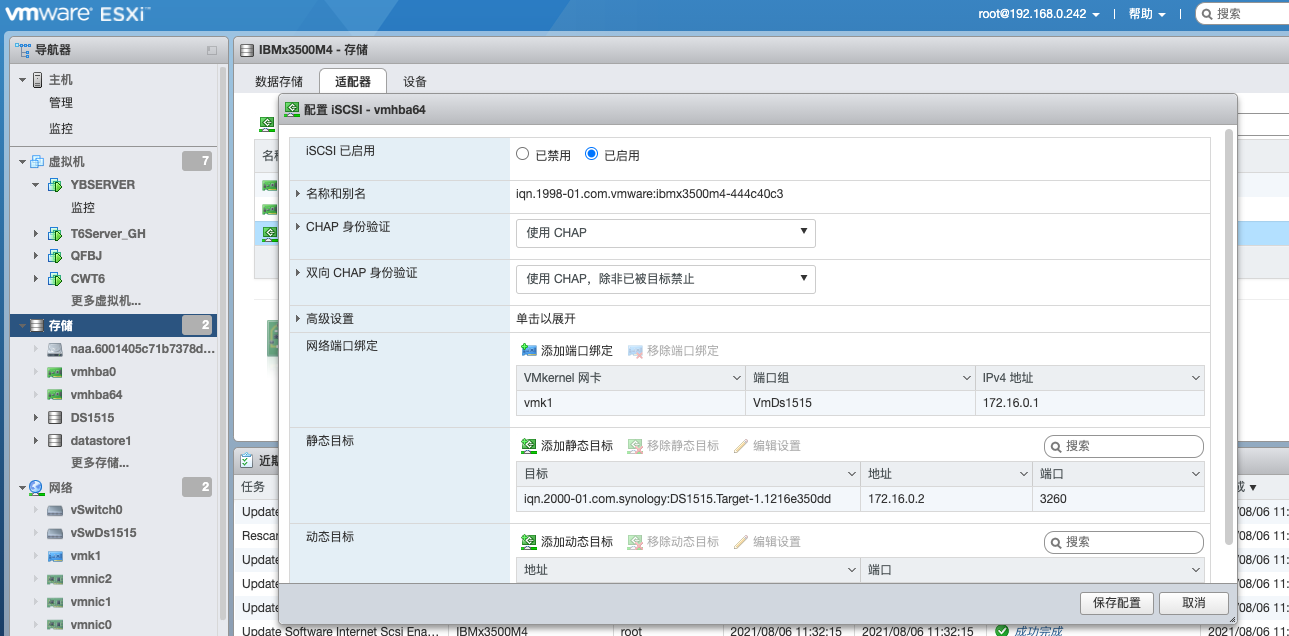 vmware ESXi™
root@192.168.0.242 | 帮助 | 搜索
导航器
主机
管理
监控
虚拟机 7
YBSERVER
监控
T6Server_GH
QFBJ
CWT6
更多虚拟机...
存储 2
naa.6001405c71b7378d...
vmhba0
vmhba64
DS1515
datastore1
更多存储...
网络 2
vSwitch0
vSwDs1515
vmk1
vmnic2
vmnic1
vmnic0
IBMx3500M4 - 存储
数据存储 适配器 设备
配置 iSCSI - vmhba64
iSCSI 已启用 已禁用 已启用
名称和别名 iqn.1998-01.com.vmware:ibmx3500m4-444c40c3
CHAP 身份验证 使用 CHAP
双向 CHAP 身份验证 使用 CHAP，除非已被目标禁止
高级设置 单击以展开
网络端口绑定 添加端口绑定 移除端口绑定
VMkernel 网卡 端口组 IPv4 地址
vmk1 VmDs1515 172.16.0.1
静态目标 添加静态目标 移除静态目标 编辑设置 搜索
目标 地址 端口
iqn.2000-01.com.synology:DS1515.Target-1.1216e350dd 172.16.0.2 3260
动态目标 添加动态目标 移除动态目标 编辑设置 搜索
地址 端口
保存配置 取消
名
近期
任务
Update /08/06 11:
Rescar /08/06 11:
Update /08/06 11:
Update /08/06 11:
Update /08/06 11:
Update Software Internet Scsi Ena... IBMx3500M4 root 2021/08/06 11:32:15 2021/08/06 11:32:15 成功完成 2021/08/06 11: